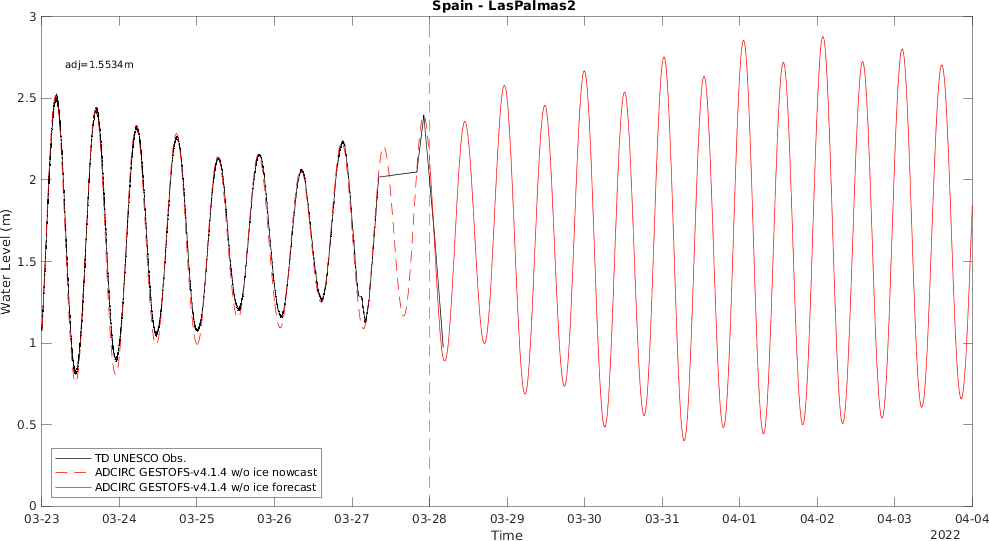 Spain - LasPalmas2
adj=1.5534m
3
2.5
2
1.5
1
0.5
0
Water Level (m)
TD UNESCO Obs.
ADCIRC GESTOFS-v4.1.4 w/o ice nowcast
ADCIRC GESTOFS-v4.1.4 w/o ice forecast
03-23 03-24 03-25 03-26 03-27 03-28 03-29 03-30 03-31 04-01 04-02 04-03 04-04
Time
2022